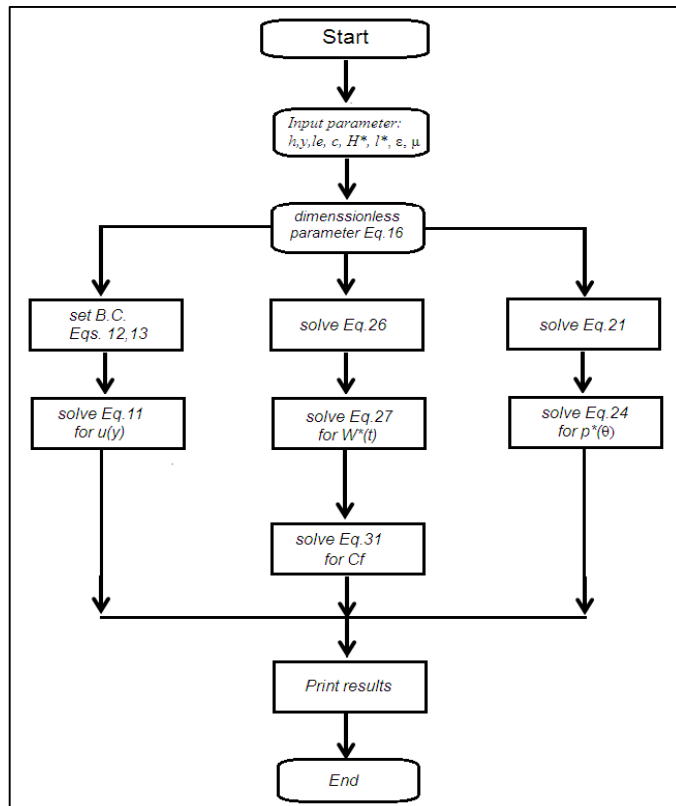 Start
Input parameter:
h,y,le, c, H*, l*, ε, μ
dimenssionless
parameter Eq.16
set B.C.
Eqs. 12,13
solve Eq.26
solve Eq.21
solve Eq.11
for u(y)
solve Eq.27
for W*(t)
solve Eq.24
for p*(θ)
solve Eq.31
for Cf
Print results
End